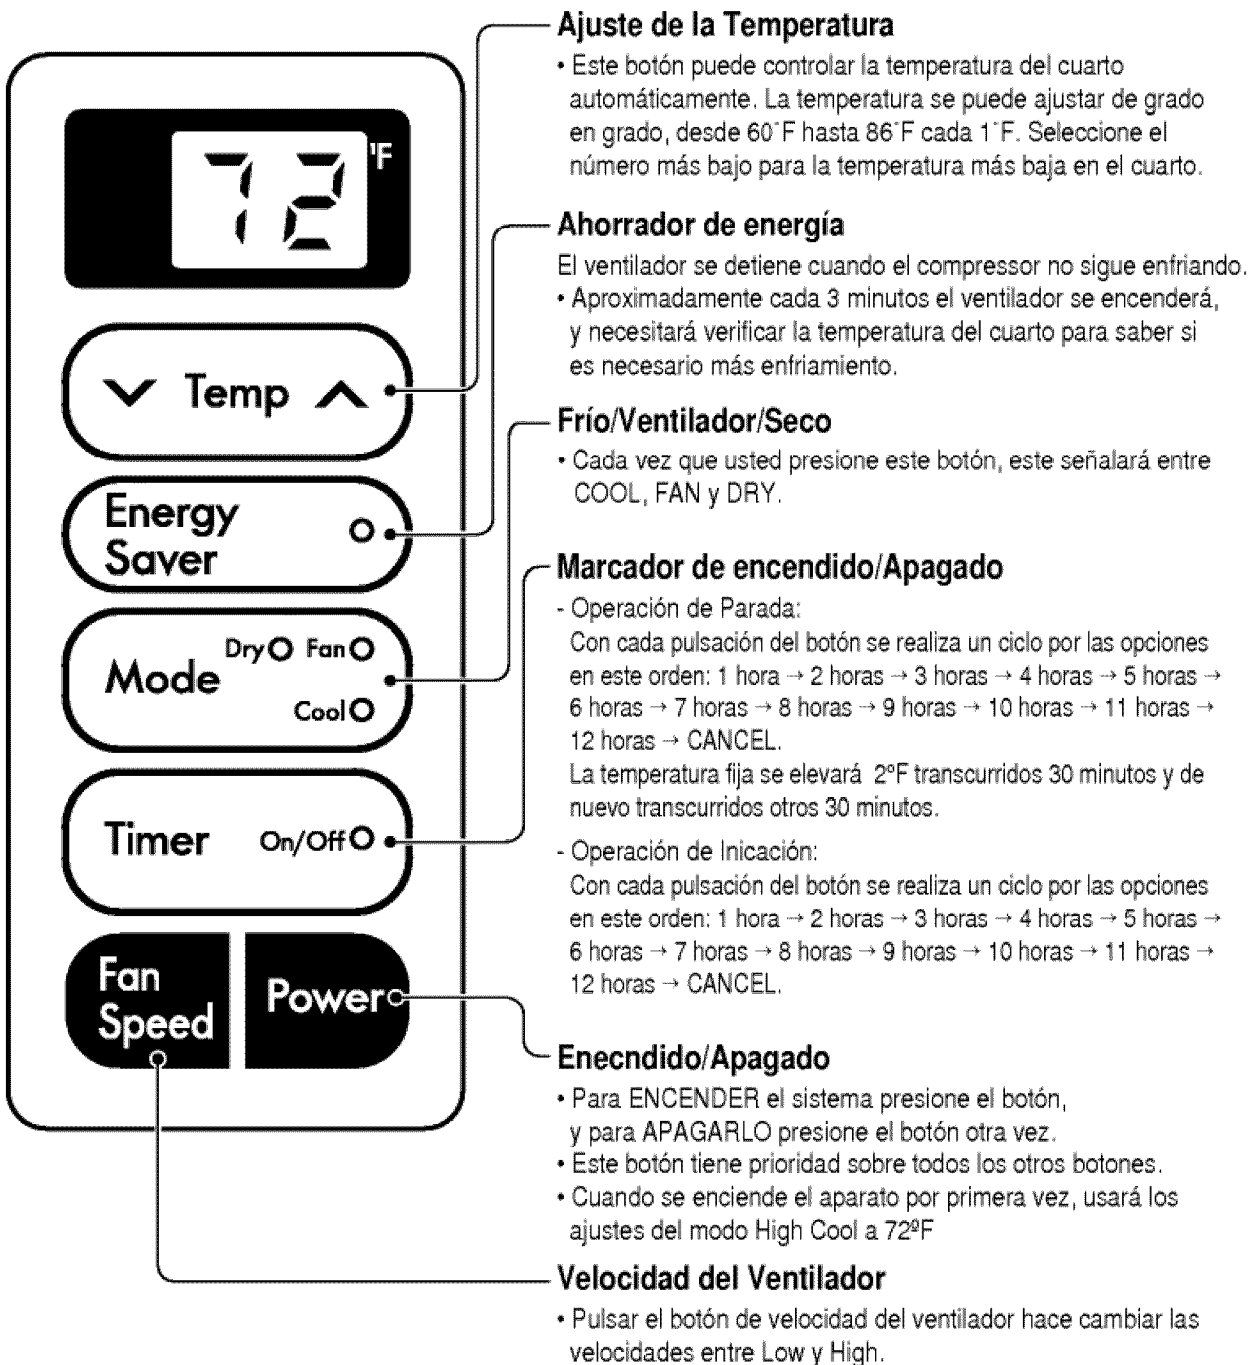 72 °F
Temp
Energy
Saver
Dry Fan
Mode
Cool
Timer On/Off
Fan
Speed
Power
Ajuste de la Temperatura
• Este botón puede controlar la temperatura del cuarto
automáticamente. La temperatura se puede ajustar de grado
en grado, desde 60°F hasta 86°F cada 1°F. Seleccione el
número más bajo para la temperatura más baja en el cuarto.
Ahorrador de energía
El ventilador se detiene cuando el compressor no sigue enfriando.
• Aproximadamente cada 3 minutos el ventilador se encenderá,
y necesitará verificar la temperatura del cuarto para saber si
es necesario más enfriamiento.
Frío/Ventilador/Seco
• Cada vez que usted presione este botón, este señalará entre
COOL, FAN y DRY.
Marcador de encendido/Apagado
- Operación de Parada:
Con cada pulsación del botón se realiza un ciclo por las opciones
en este orden: 1 hora → 2 horas → 3 horas → 4 horas → 5 horas →
6 horas → 7 horas → 8 horas → 9 horas → 10 horas → 11 horas →
12 horas → CANCEL.
La temperatura fija se elevará 2ºF transcurridos 30 minutos y de
nuevo transcurridos otros 30 minutos.
- Operación de Inicación:
Con cada pulsación del botón se realiza un ciclo por las opciones
en este orden: 1 hora → 2 horas → 3 horas → 4 horas → 5 horas →
6 horas → 7 horas → 8 horas → 9 horas → 10 horas → 11 horas →
12 horas → CANCEL.
Enecndido/Apagado
• Para ENCENDER el sistema presione el botón,
y para APAGARLO presione el botón otra vez.
• Este botón tiene prioridad sobre todos los otros botones.
• Cuando se enciende el aparato por primera vez, usará los
ajustes del modo High Cool a 72ºF
Velocidad del Ventilador
• Pulsar el botón de velocidad del ventilador hace cambiar las
velocidades entre Low y High.